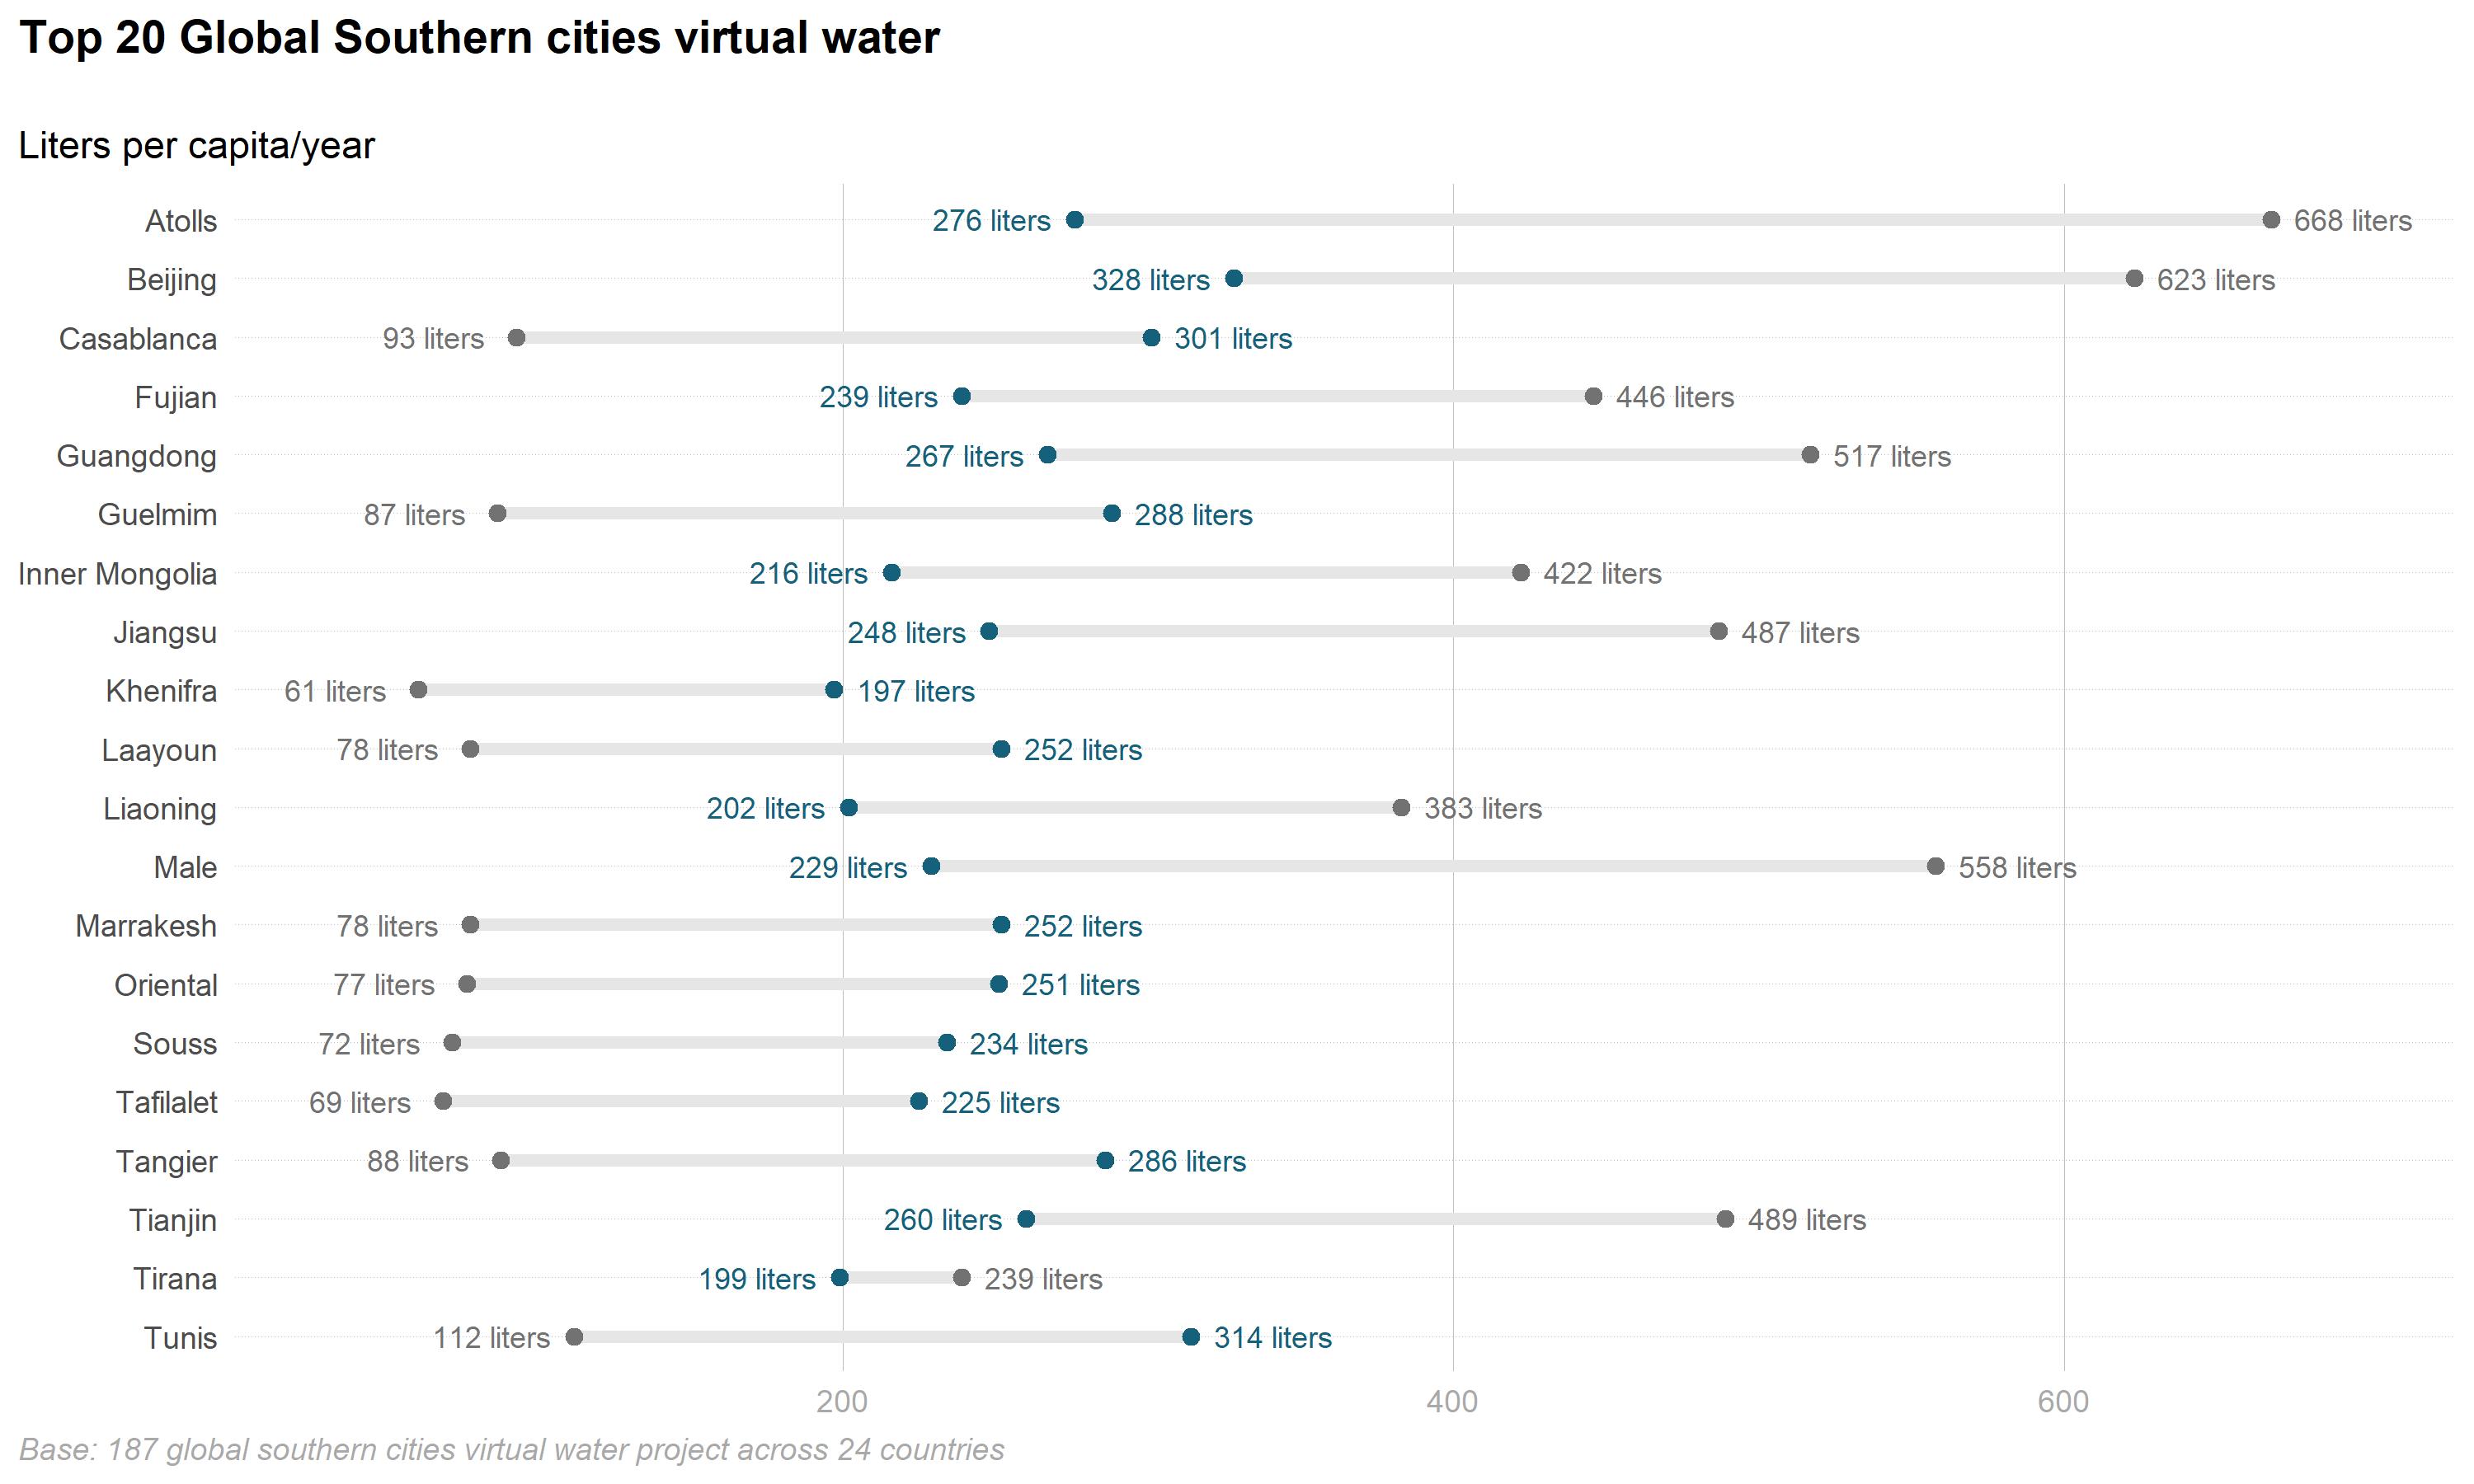 Top 20 Global Southern cities virtual water
Liters per capita/year
Atolls 276 liters 668 liters
Beijing 328 liters 623 liters
Casablanca 93 liters 301 liters
Fujian 239 liters 446 liters
Guangdong 267 liters 517 liters
Guelmim 87 liters 288 liters
Inner Mongolia 216 liters 422 liters
Jiangsu 248 liters 487 liters
Khenifra 61 liters 197 liters
Laayoun 78 liters 252 liters
Liaoning 202 liters 383 liters
Male 229 liters 558 liters
Marrakesh 78 liters 252 liters
Oriental 77 liters 251 liters
Souss 72 liters 234 liters
Tafilalet 69 liters 225 liters
Tangier 88 liters 286 liters
Tianjin 260 liters 489 liters
Tirana 199 liters 239 liters
Tunis 112 liters 314 liters
200 400 600
Base: 187 global southern cities virtual water project across 24 countries